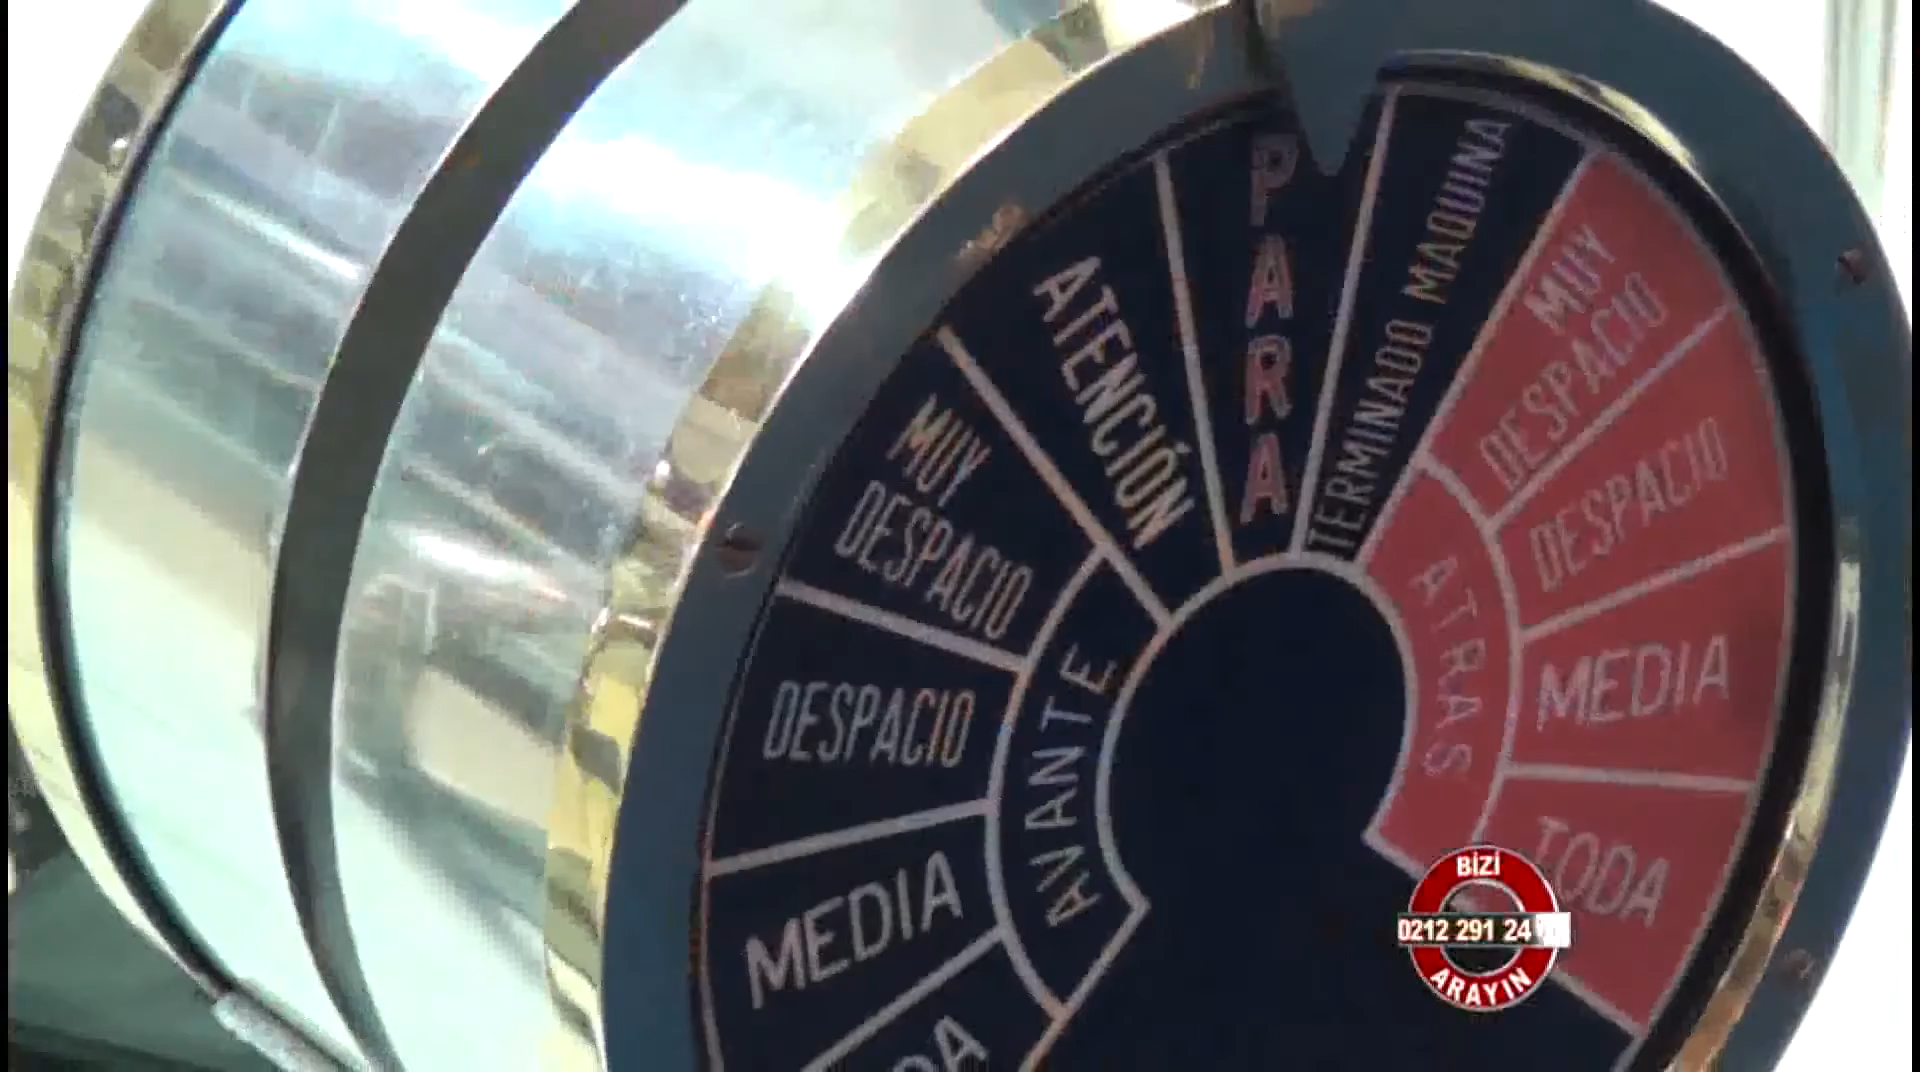 PARA
TERMINADO MAQUINA
ATENCIÓN
MUY
DESPACIO
DESPACIO
MEDIA
AVANTE
MUY
DESPACIO
DESPACIO
MEDIA
TODA
ATRAS
BİZİ
0212 291 24
ARAYIN